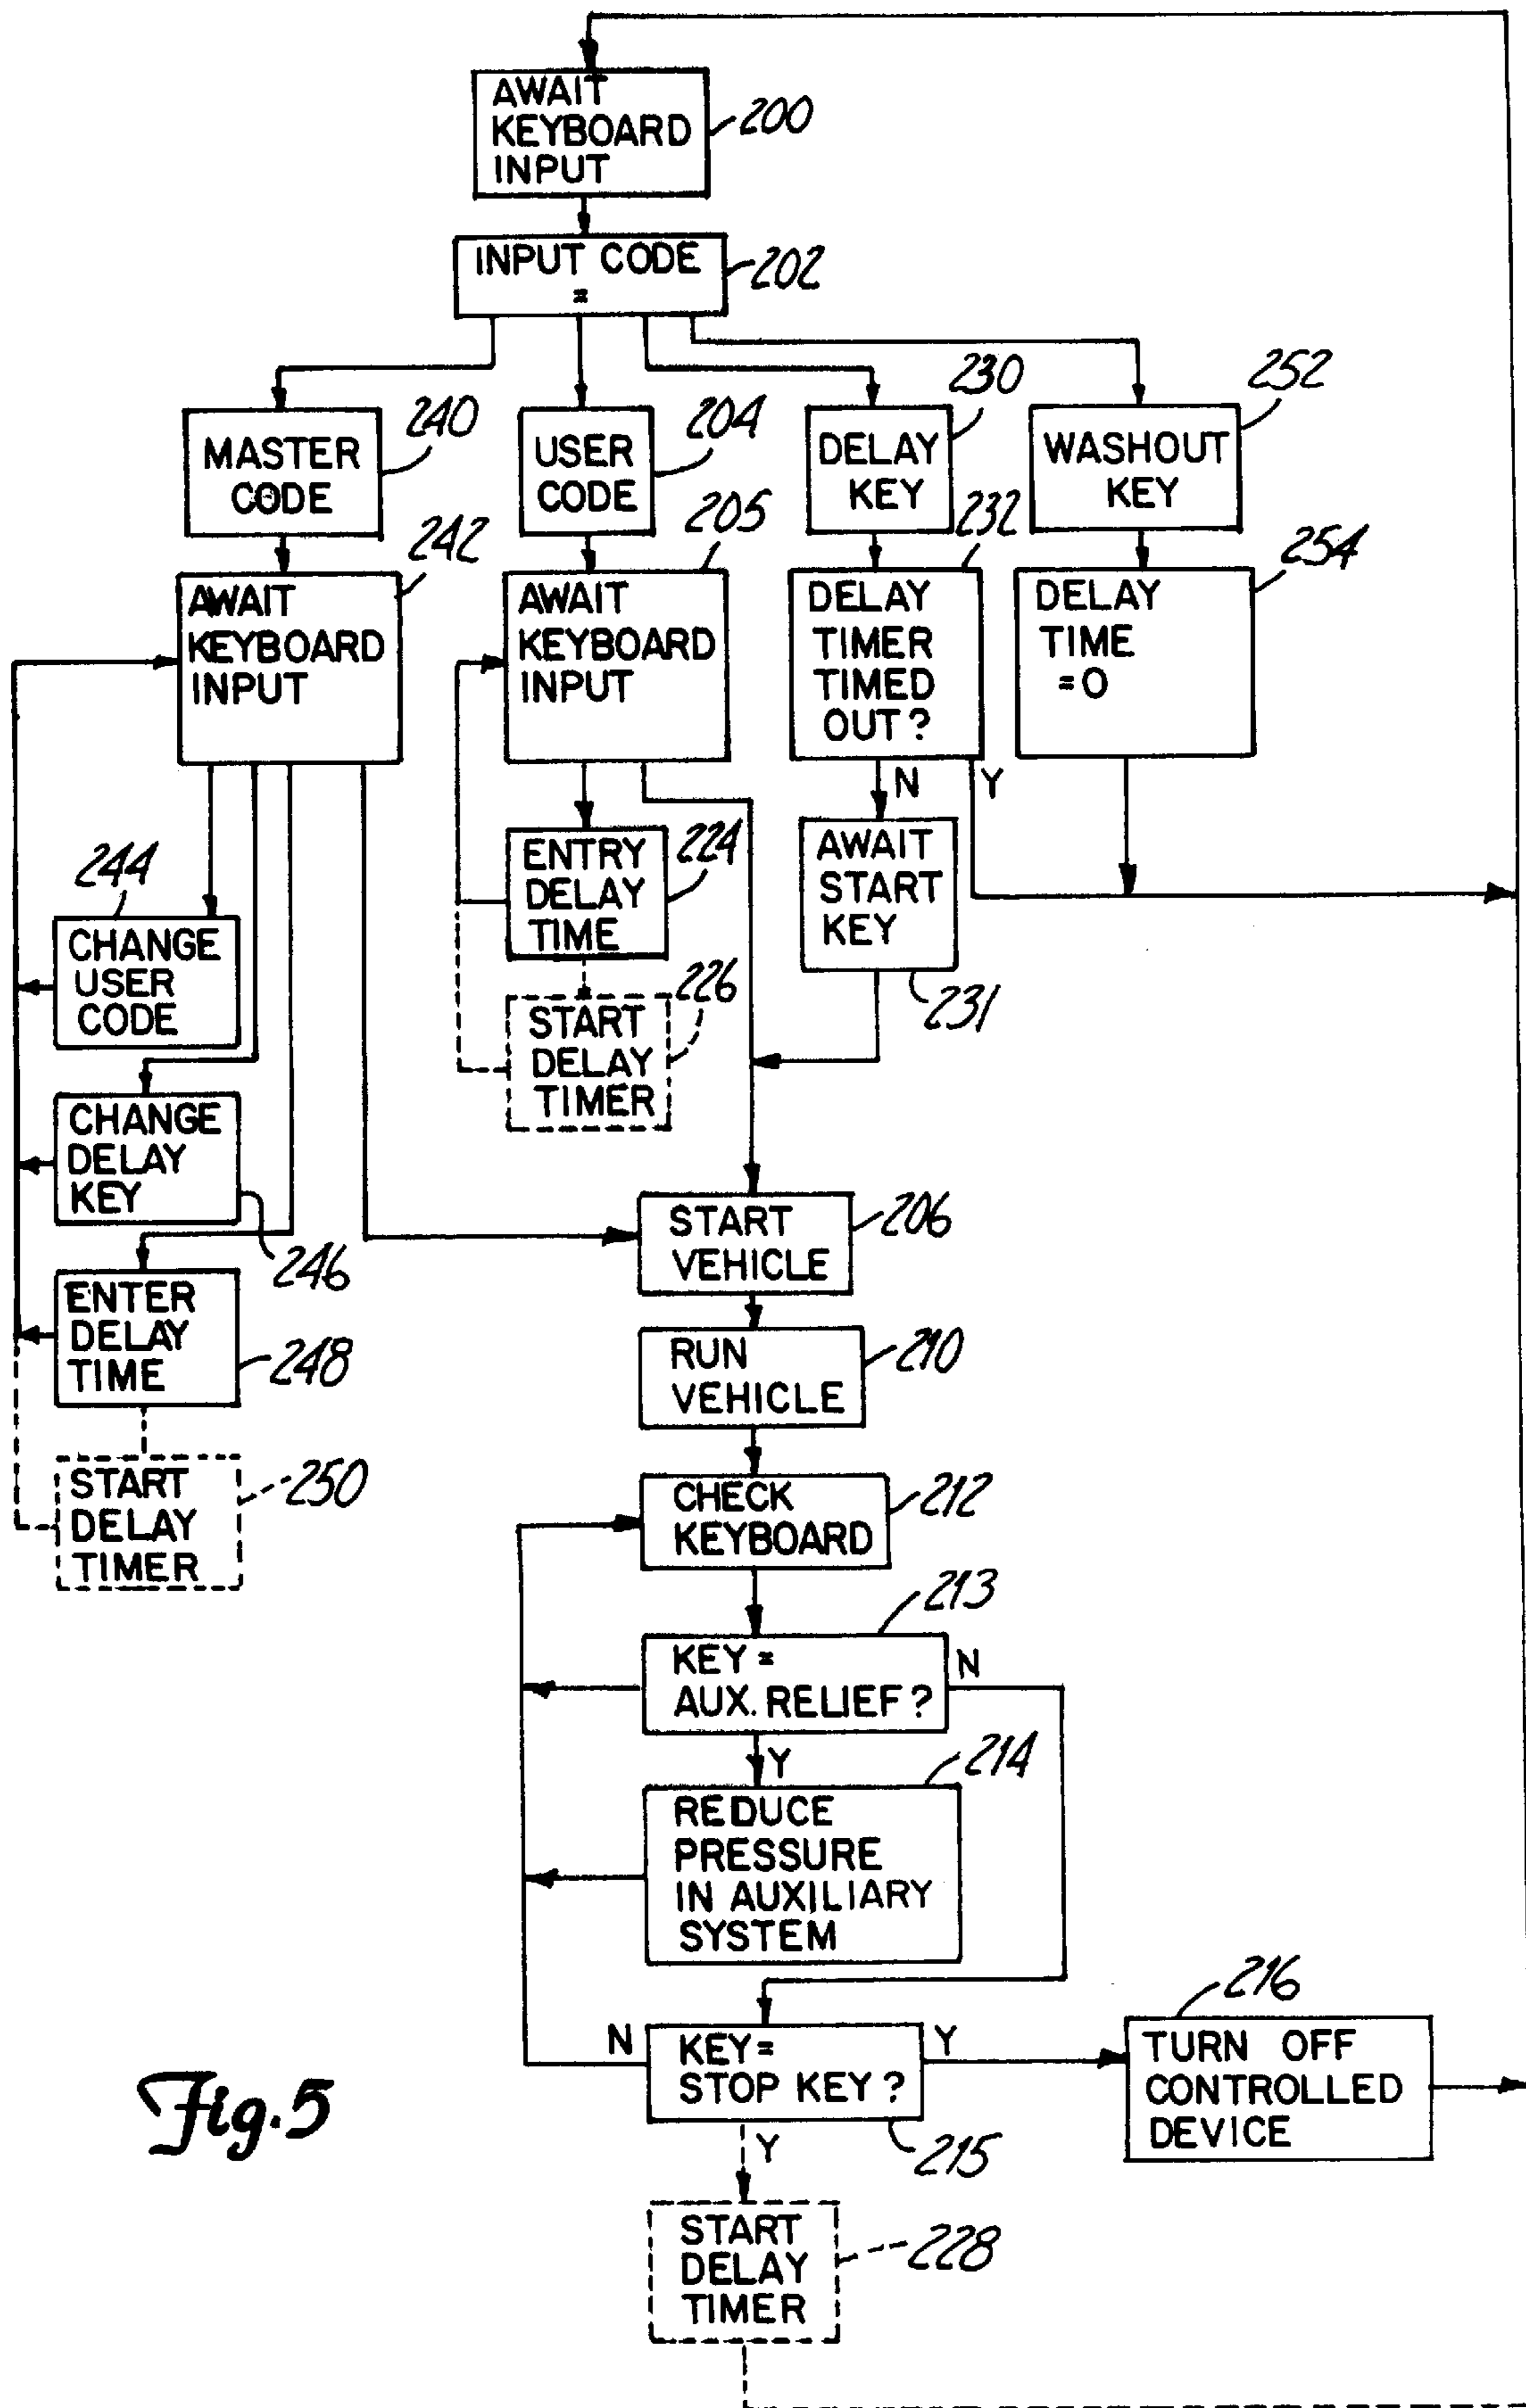 AWAIT
KEYBOARD
INPUT
200
INPUT CODE
=
202
MASTER
CODE
240
USER
CODE
204
DELAY
KEY
230
WASHOUT
KEY
252
AWAIT
KEYBOARD
INPUT
242
AWAIT
KEYBOARD
INPUT
205
DELAY
TIMER
TIMED
OUT?
232
DELAY
TIME
=0
254
N
Y
244
CHANGE
USER
CODE
ENTRY
DELAY
TIME
224
AWAIT
START
KEY
231
START
DELAY
TIMER
226
CHANGE
DELAY
KEY
246
START
VEHICLE
206
ENTER
DELAY
TIME
248
RUN
VEHICLE
210
START
DELAY
TIMER
250
CHECK
KEYBOARD
212
KEY =
AUX. RELIEF?
213
N
Y
REDUCE
PRESSURE
IN AUXILIARY
SYSTEM
214
N
KEY=
STOP KEY?
Y
215
TURN OFF
CONTROLLED
DEVICE
216
Y
START
DELAY
TIMER
228
Fig.5